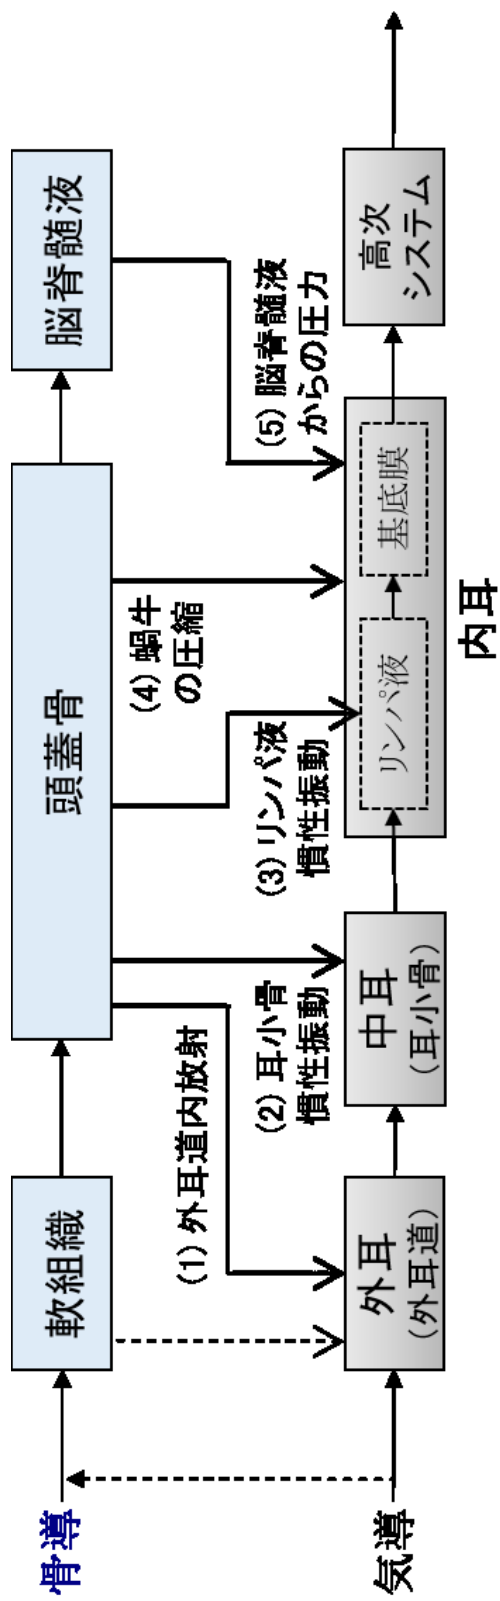 骨導
軟組織
頭蓋骨
脳脊髄液
(1) 外耳道内放射
(2) 耳小骨
慣性振動
(3) リンパ液
慣性振動
(4) 蝸牛
の圧縮
(5) 脳脊髄液
からの圧力
気導
外耳
(外耳道)
中耳
(耳小骨)
リンパ液
基底膜
内耳
高次
システム